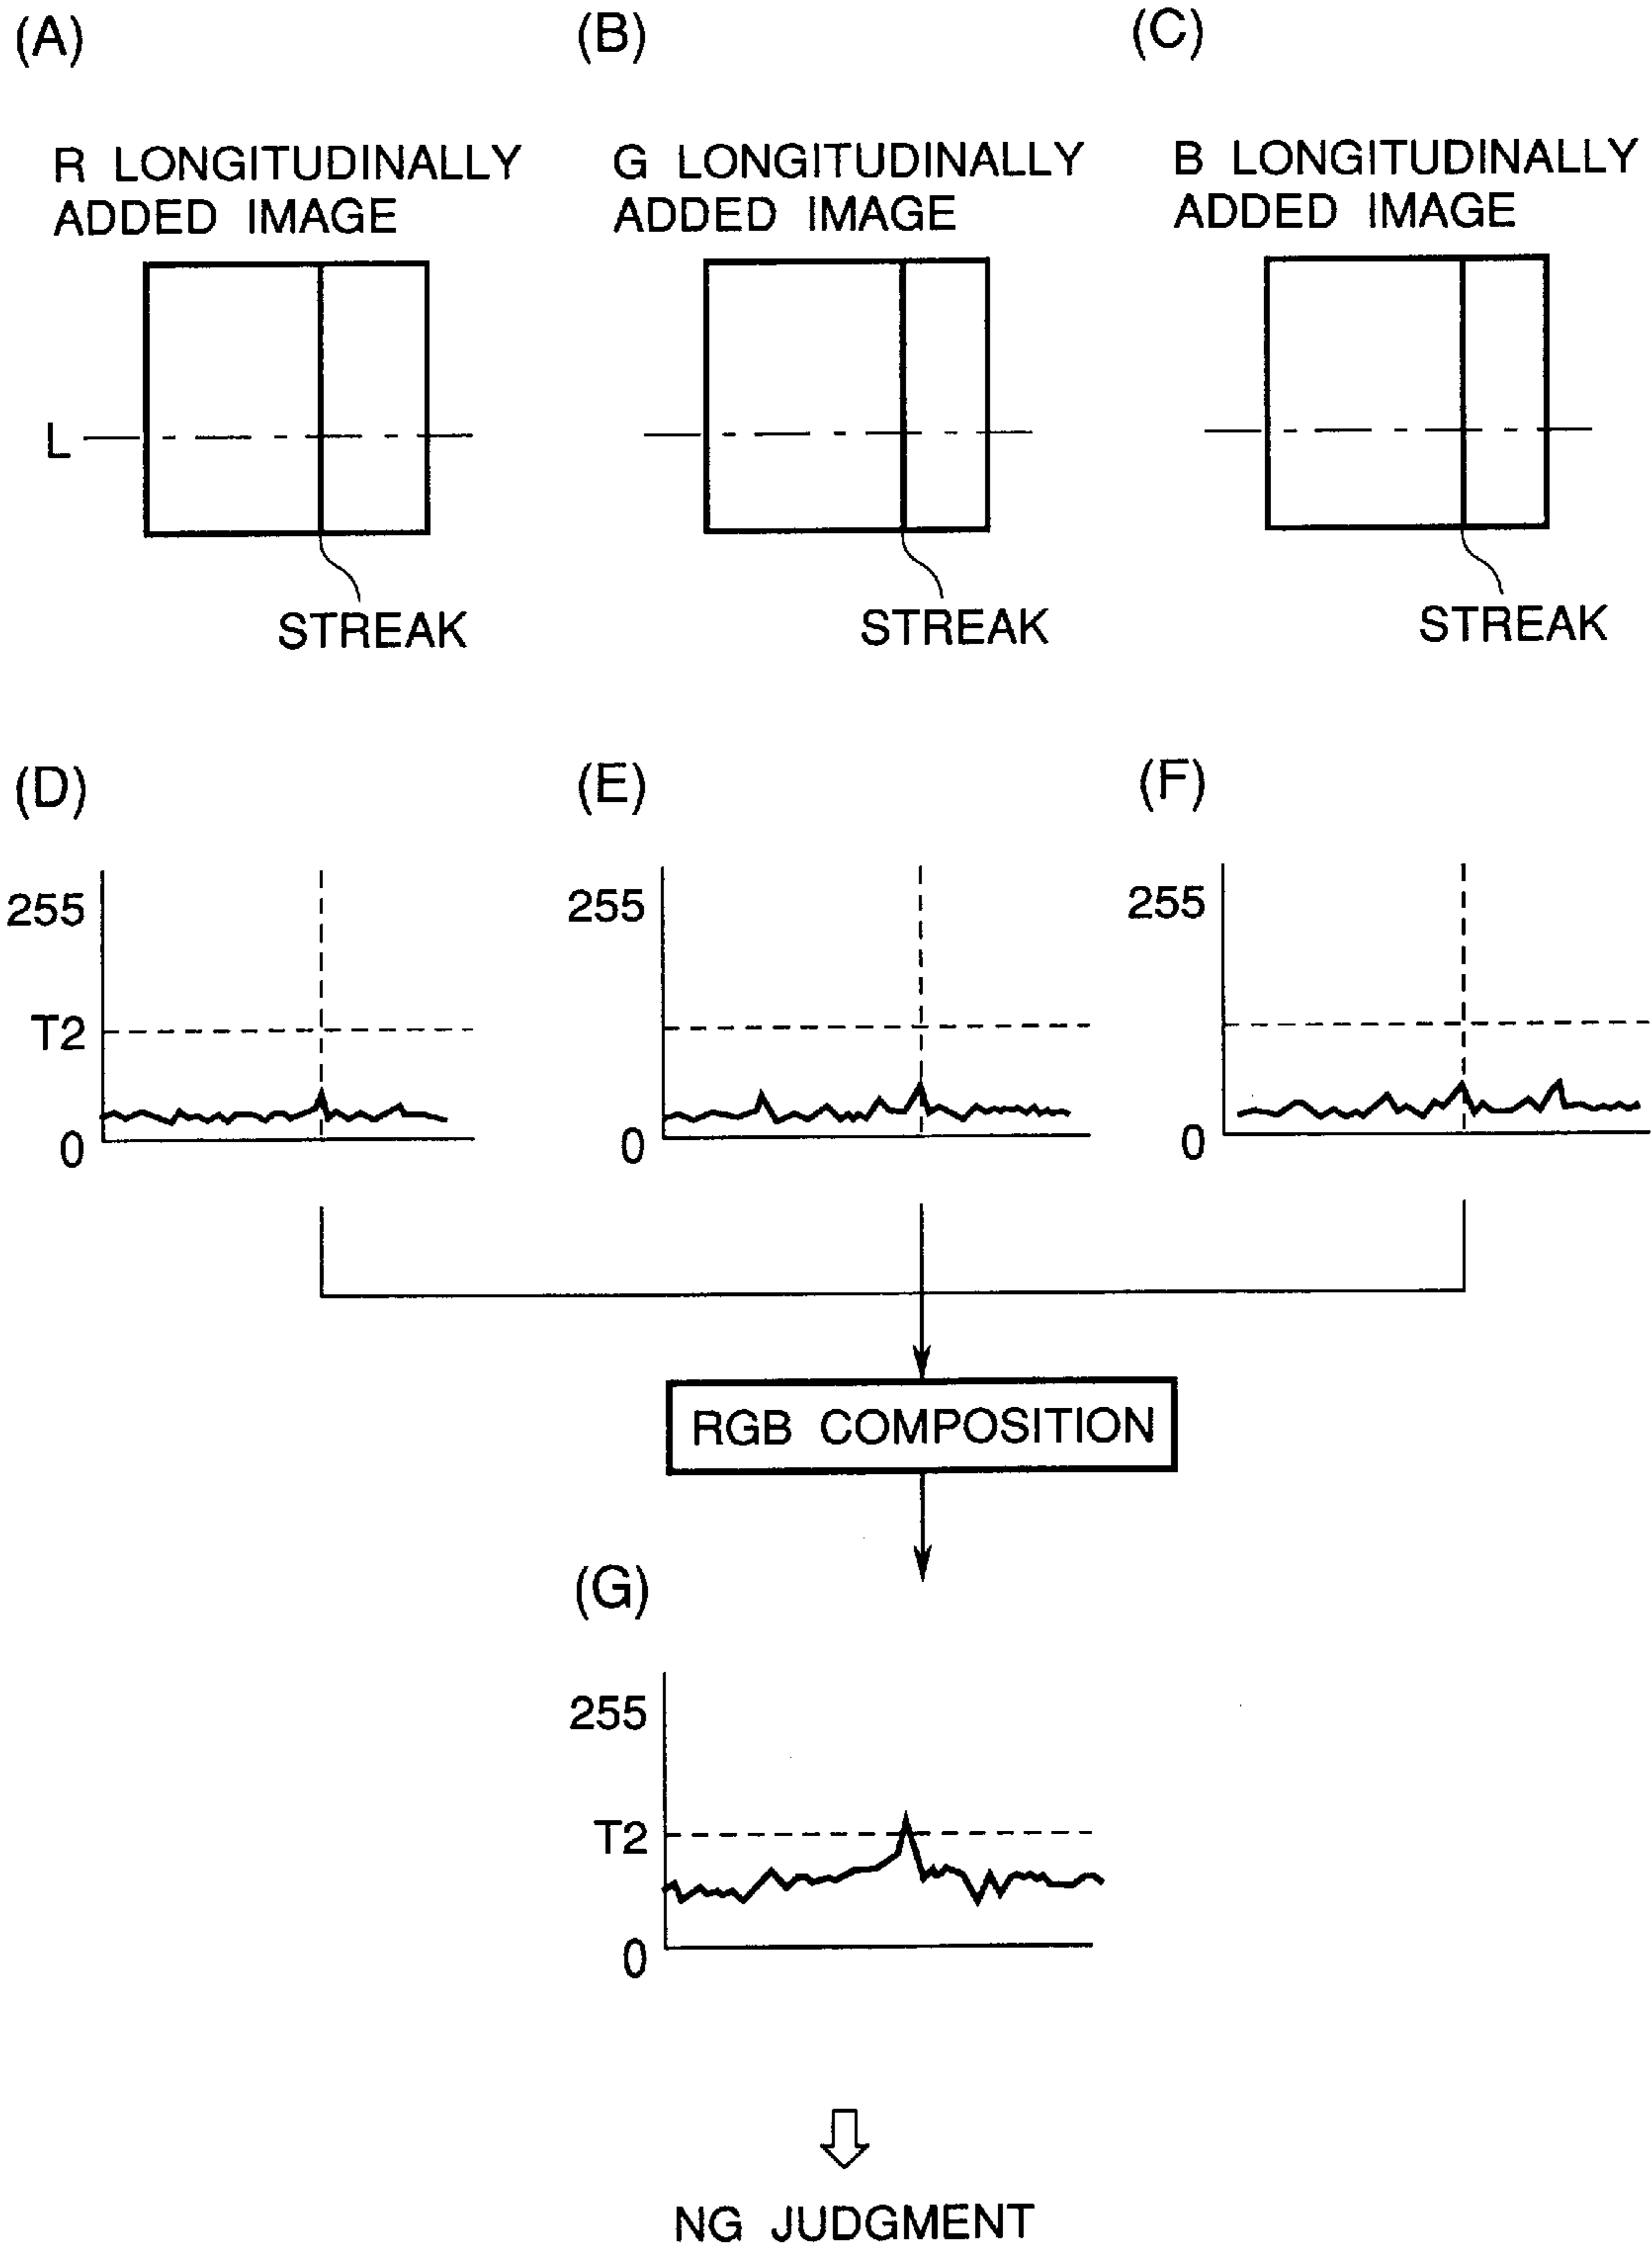 (A)
(B)
(C)
R LONGITUDINALLY
ADDED IMAGE
G LONGITUDINALLY
ADDED IMAGE
B LONGITUDINALLY
ADDED IMAGE
L
STREAK
STREAK
STREAK
(D)
(E)
(F)
255
T2
0
255
0
255
0
RGB COMPOSITION
(G)
255
T2
0
NG JUDGMENT